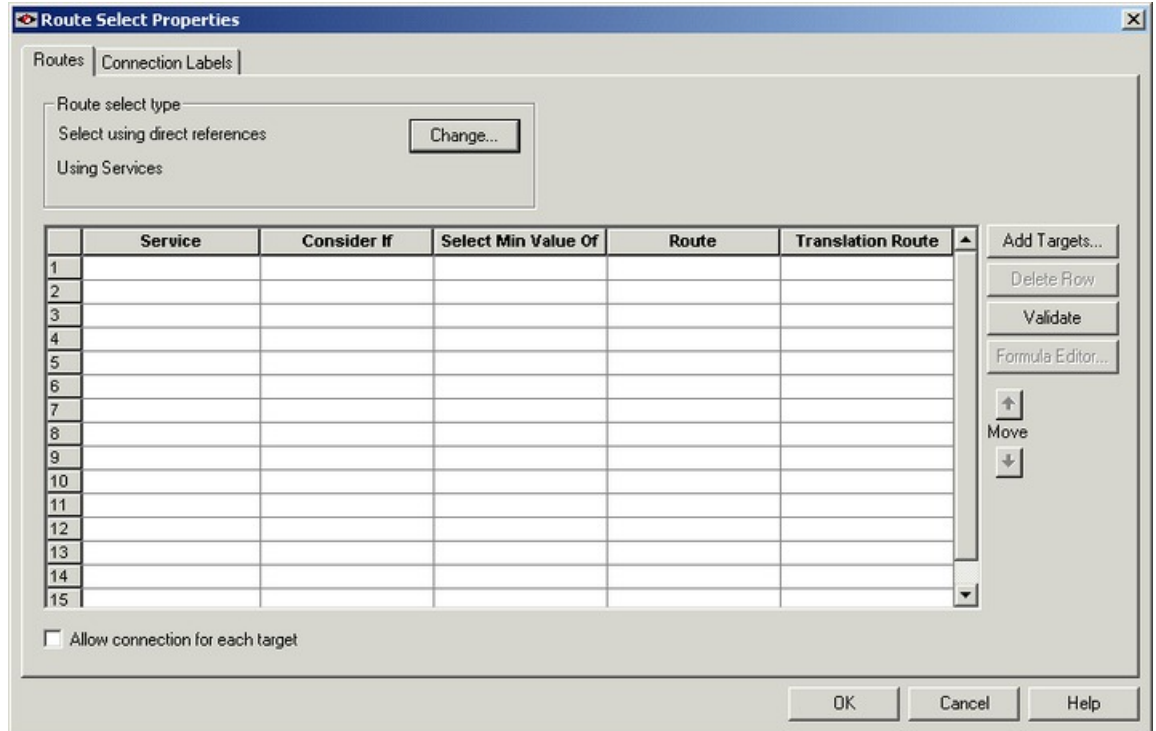 Route Select Properties
Routes Connection Labels
Route select type
Select using direct references Change...
Using Services
Service Consider If Select Min Value Of Route Translation Route Add Targets...
1
Delete Row
2
3 Validate
4
5 Formula Editor...
6
7
8 Move
9
10
11
12
13
14
15
Allow connection for each target
OK Cancel Help